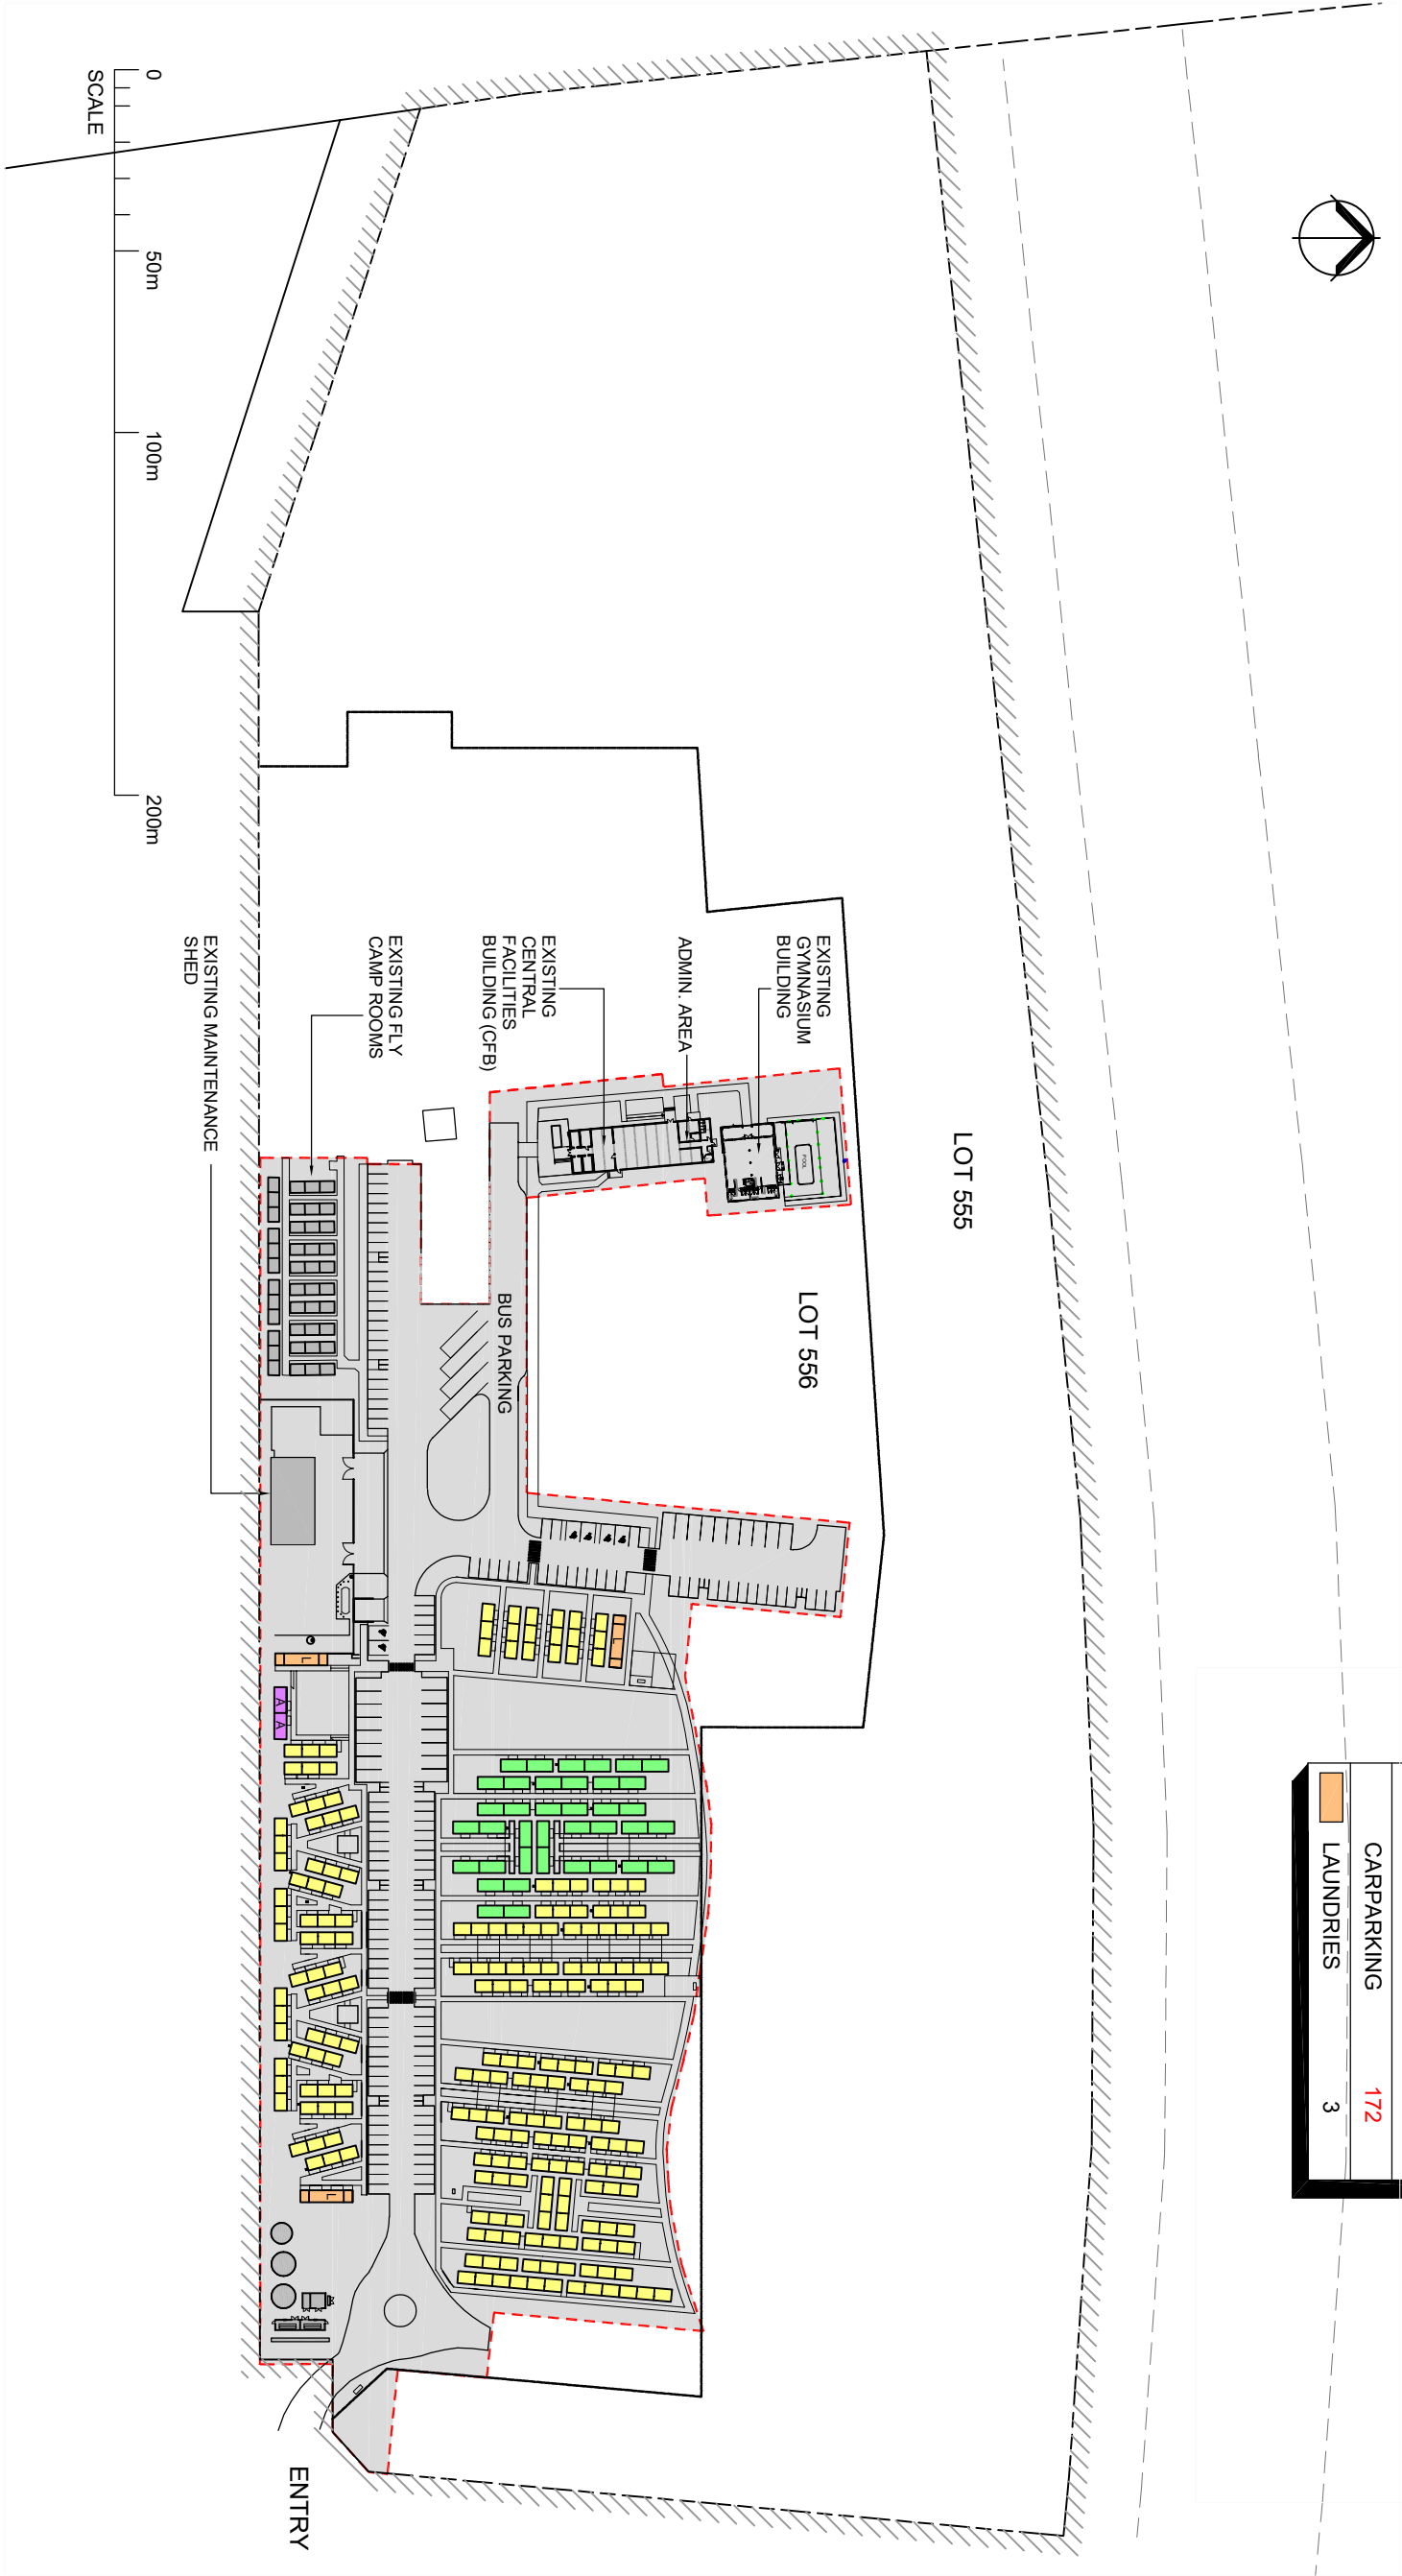 CARPARKING 172
LAUNDRIES 3
LOT 555
LOT 556
EXISTING
GYMNASIUM
BUILDING
ADMIN. AREA
EXISTING
CENTRAL
FACILITIES
BUILDING (CFB)
EXISTING FLY
CAMP ROOMS
EXISTING MAINTENANCE
SHED
POOL
BUS PARKING
L
L
A A
L
ENTRY
0 50m 100m 200m
SCALE